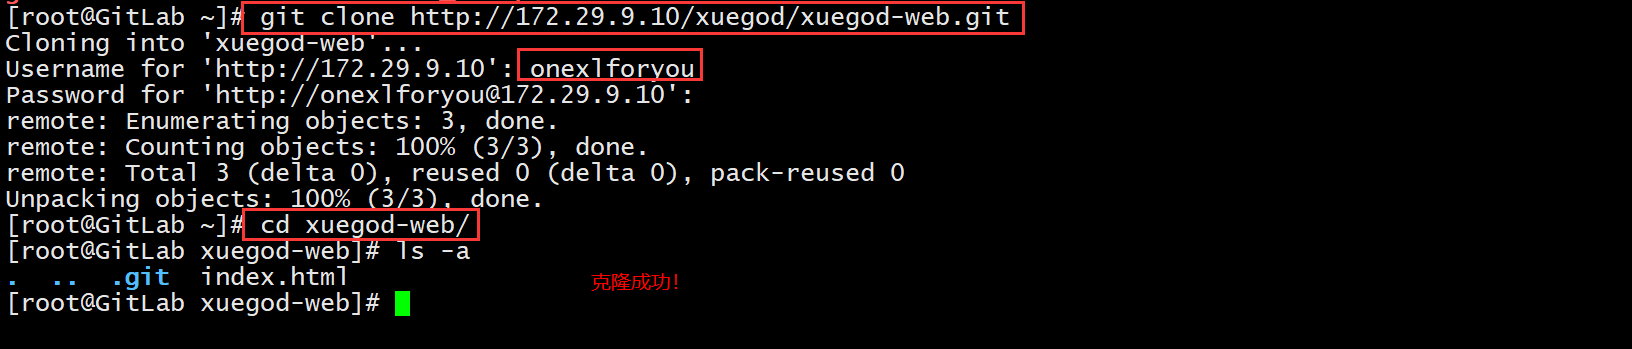 [root@GitLab ~]# git clone http://172.29.9.10/xuegod/xuegod-web.git
Cloning into 'xuegod-web'...
Username for 'http://172.29.9.10': onexlforyou
Password for 'http://onexlforyou@172.29.9.10':
remote: Enumerating objects: 3, done.
remote: Counting objects: 100% (3/3), done.
remote: Total 3 (delta 0), reused 0 (delta 0), pack-reused 0
Unpacking objects: 100% (3/3), done.
[root@GitLab ~]# cd xuegod-web/
[root@GitLab xuegod-web]# ls -a
. .. .git index.html
克隆成功!
[root@GitLab xuegod-web]#